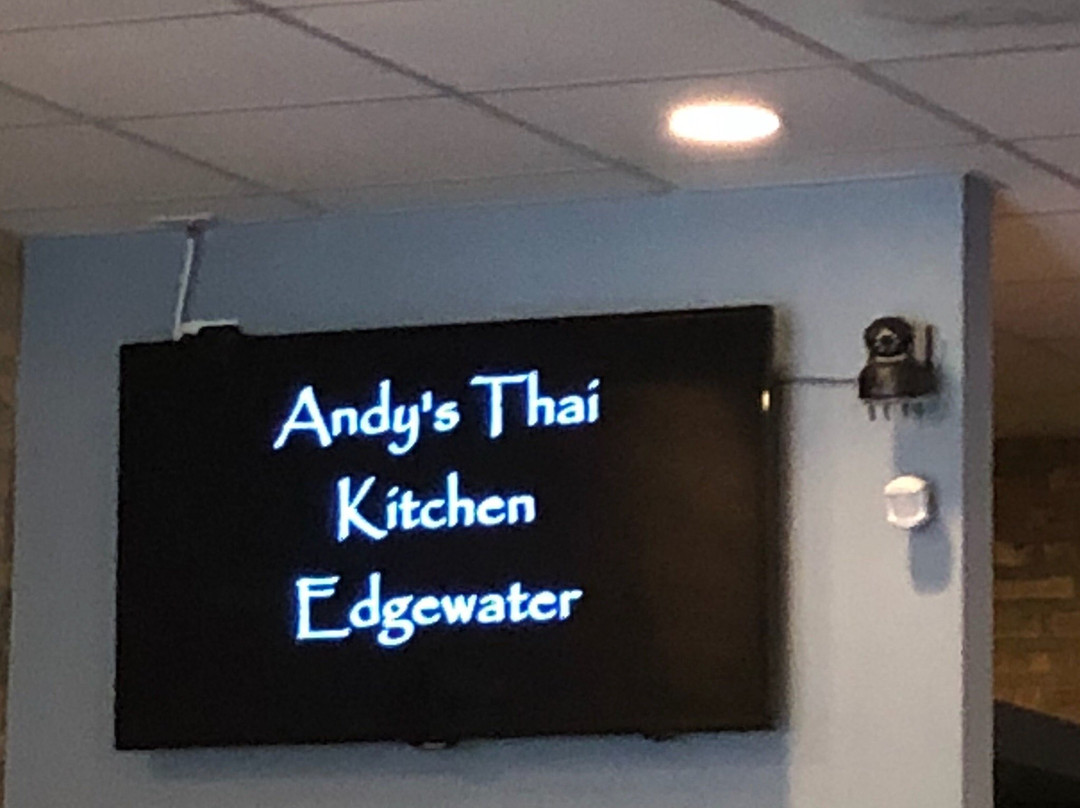 Andy's Thai
Kitchen
Edgewater